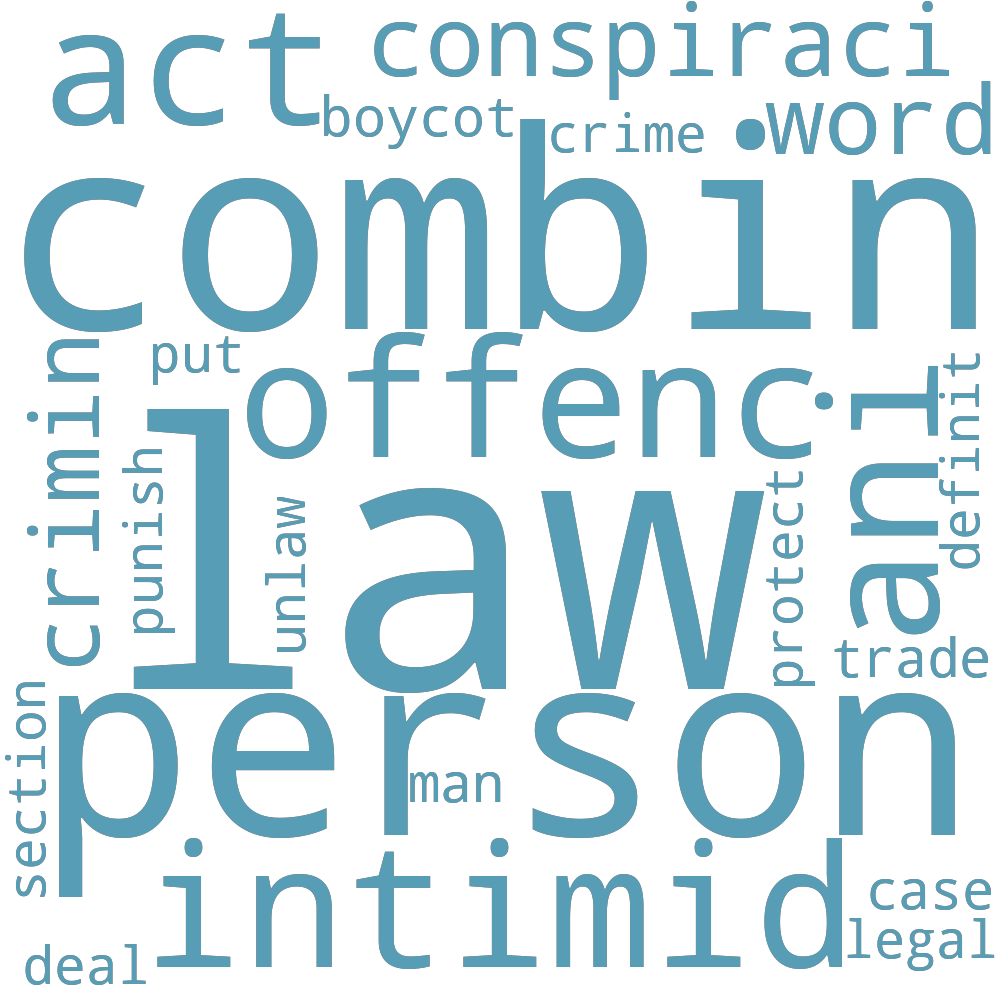 conspiraci
act
boycot
crime
word
combin
crimin
put
offenc
ani
definit
law
punish
unlaw
protect
trade
person
section
man
intimid
case
legal
deal